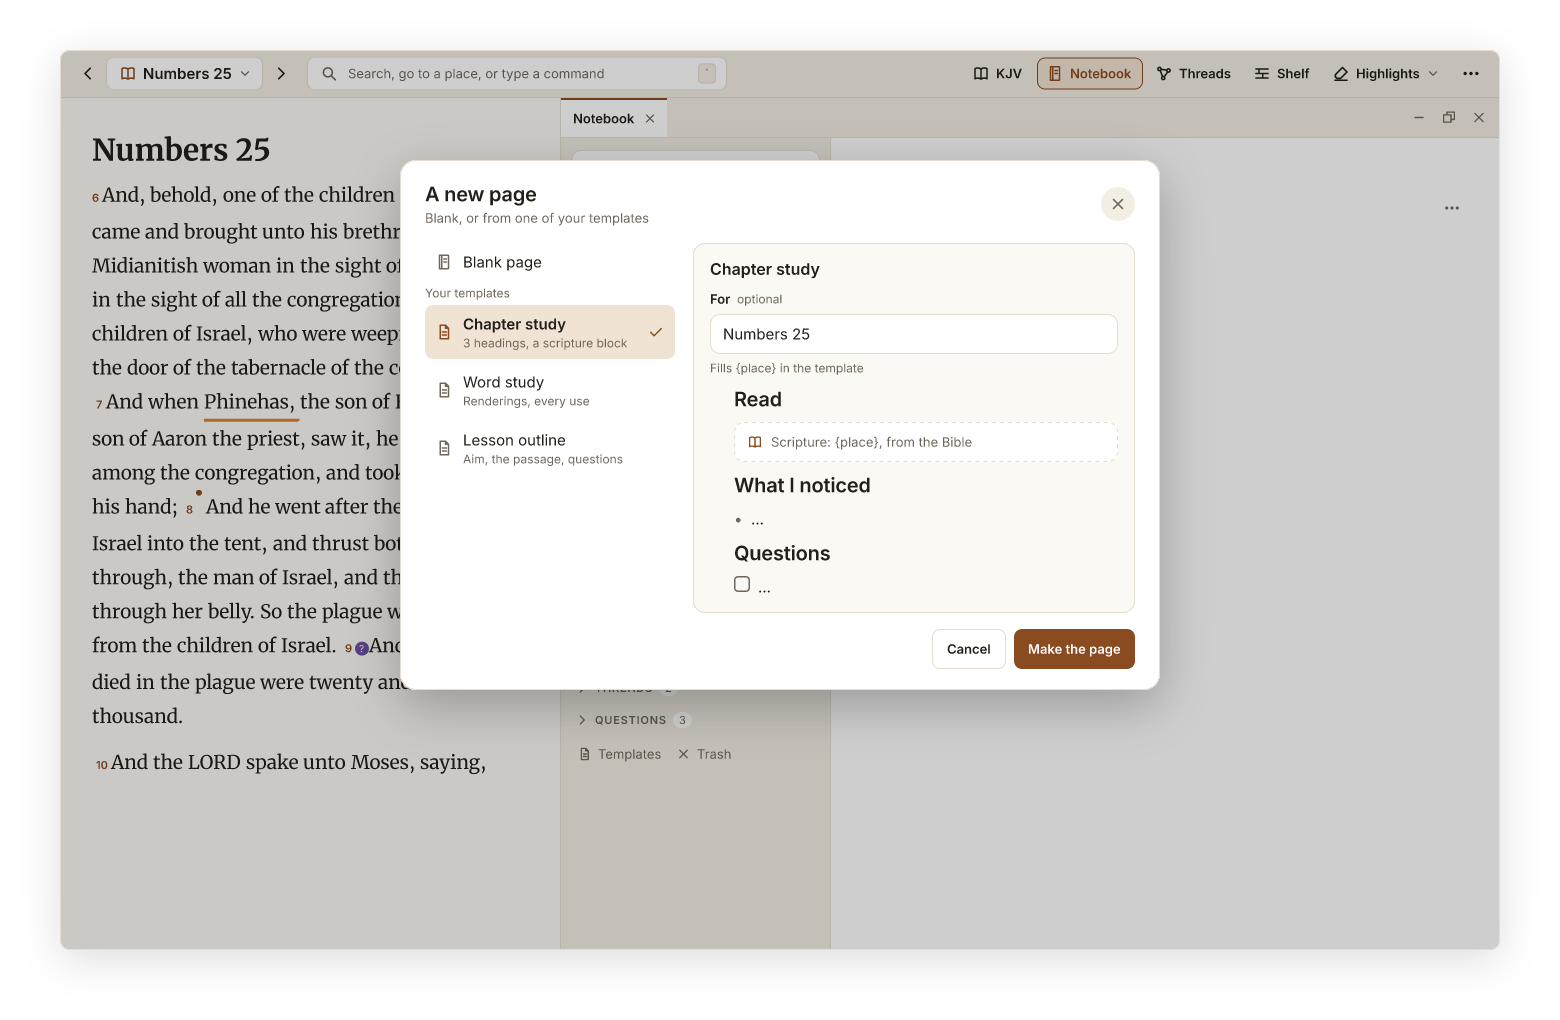 Numbers 25
Search, go to a place, or type a command
KJV
Notebook
Threads
Shelf
Highlights
Notebook
Numbers 25
6 And, behold, one of the children
came and brought unto his brethr
Midianitish woman in the sight of
in the sight of all the congregation
children of Israel, who were weep
the door of the tabernacle of the c
7 And when Phinehas, the son of
son of Aaron the priest, saw it, he
among the congregation, and took
his hand; 8 And he went after the
Israel into the tent, and thrust bot
through, the man of Israel, and th
through her belly. So the plague w
from the children of Israel. 9 ? And
died in the plague were twenty and
thousand.
10 And the LORD spake unto Moses, saying,
A new page
Blank, or from one of your templates
Blank page
Your templates
Chapter study
3 headings, a scripture block
Word study
Renderings, every use
Lesson outline
Aim, the passage, questions
Chapter study
For optional
Numbers 25
Fills {place} in the template
Read
Scripture: {place}, from the Bible
What I noticed
• ...
Questions
...
Cancel
Make the page
THREADS 2
QUESTIONS 3
Templates
Trash